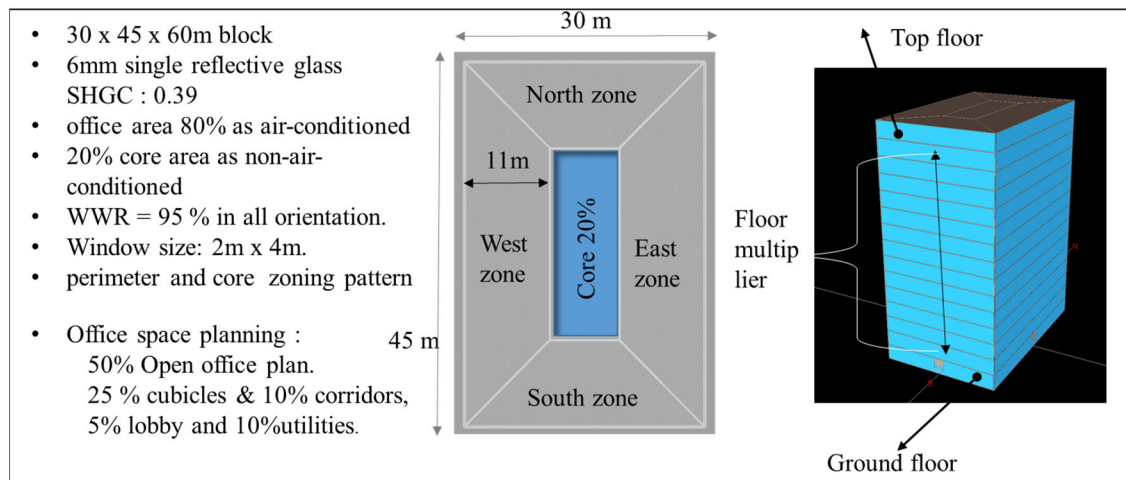 • 30 x 45 x 60m block
• 6mm single reflective glass
SHGC : 0.39
• office area 80% as air-conditioned
• 20% core area as non-air-
conditioned
• WWR = 95 % in all orientation.
• Window size: 2m x 4m.
• perimeter and core zoning pattern
• Office space planning :
50% Open office plan.
25 % cubicles & 10% corridors,
5% lobby and 10%utilities.
30 m
45 m
North zone
11m
West
zone
Core 20%
East
zone
South zone
Top floor
Floor
multip
lier
Ground floor